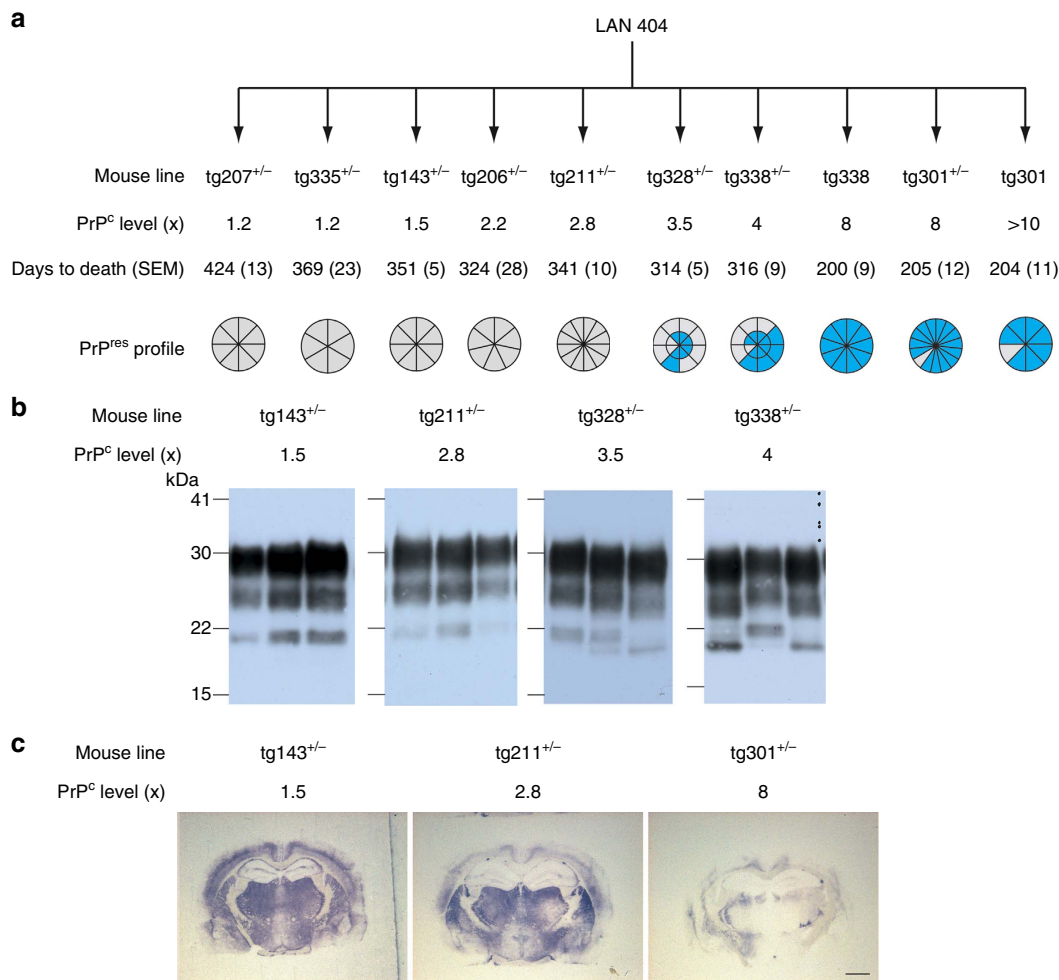 a
LAN 404
Mouse line tg207+/– tg335+/– tg143+/– tg206+/– tg211+/– tg328+/– tg338+/– tg338 tg301+/– tg301
PrPc level (x) 1.2 1.2 1.5 2.2 2.8 3.5 4 8 8 >10
Days to death (SEM) 424 (13) 369 (23) 351 (5) 324 (28) 341 (10) 314 (5) 316 (9) 200 (9) 205 (12) 204 (11)
PrPres profile
b
Mouse line tg143+/– tg211+/– tg328+/– tg338+/–
PrPc level (x) 1.5 2.8 3.5 4
kDa
41
30
22
15
c
Mouse line tg143+/– tg211+/– tg301+/–
PrPc level (x) 1.5 2.8 8